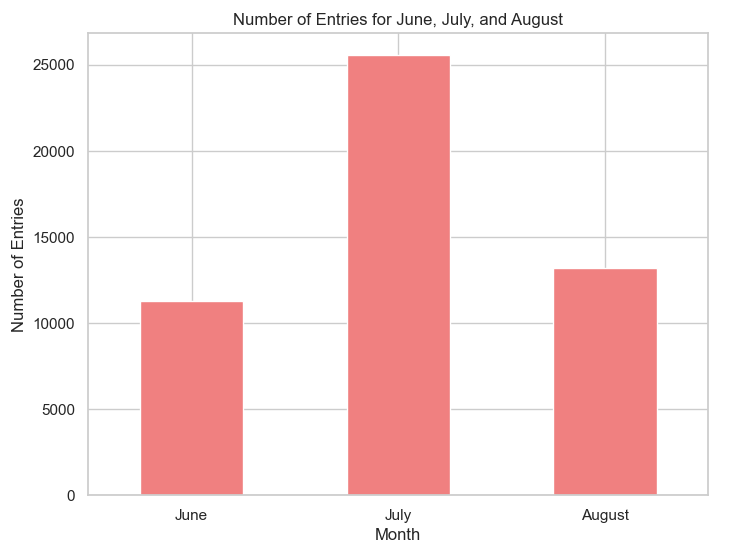 Number of Entries for June, July, and August
25000
20000
15000
10000
5000
0
Number of Entries
June July August
Month